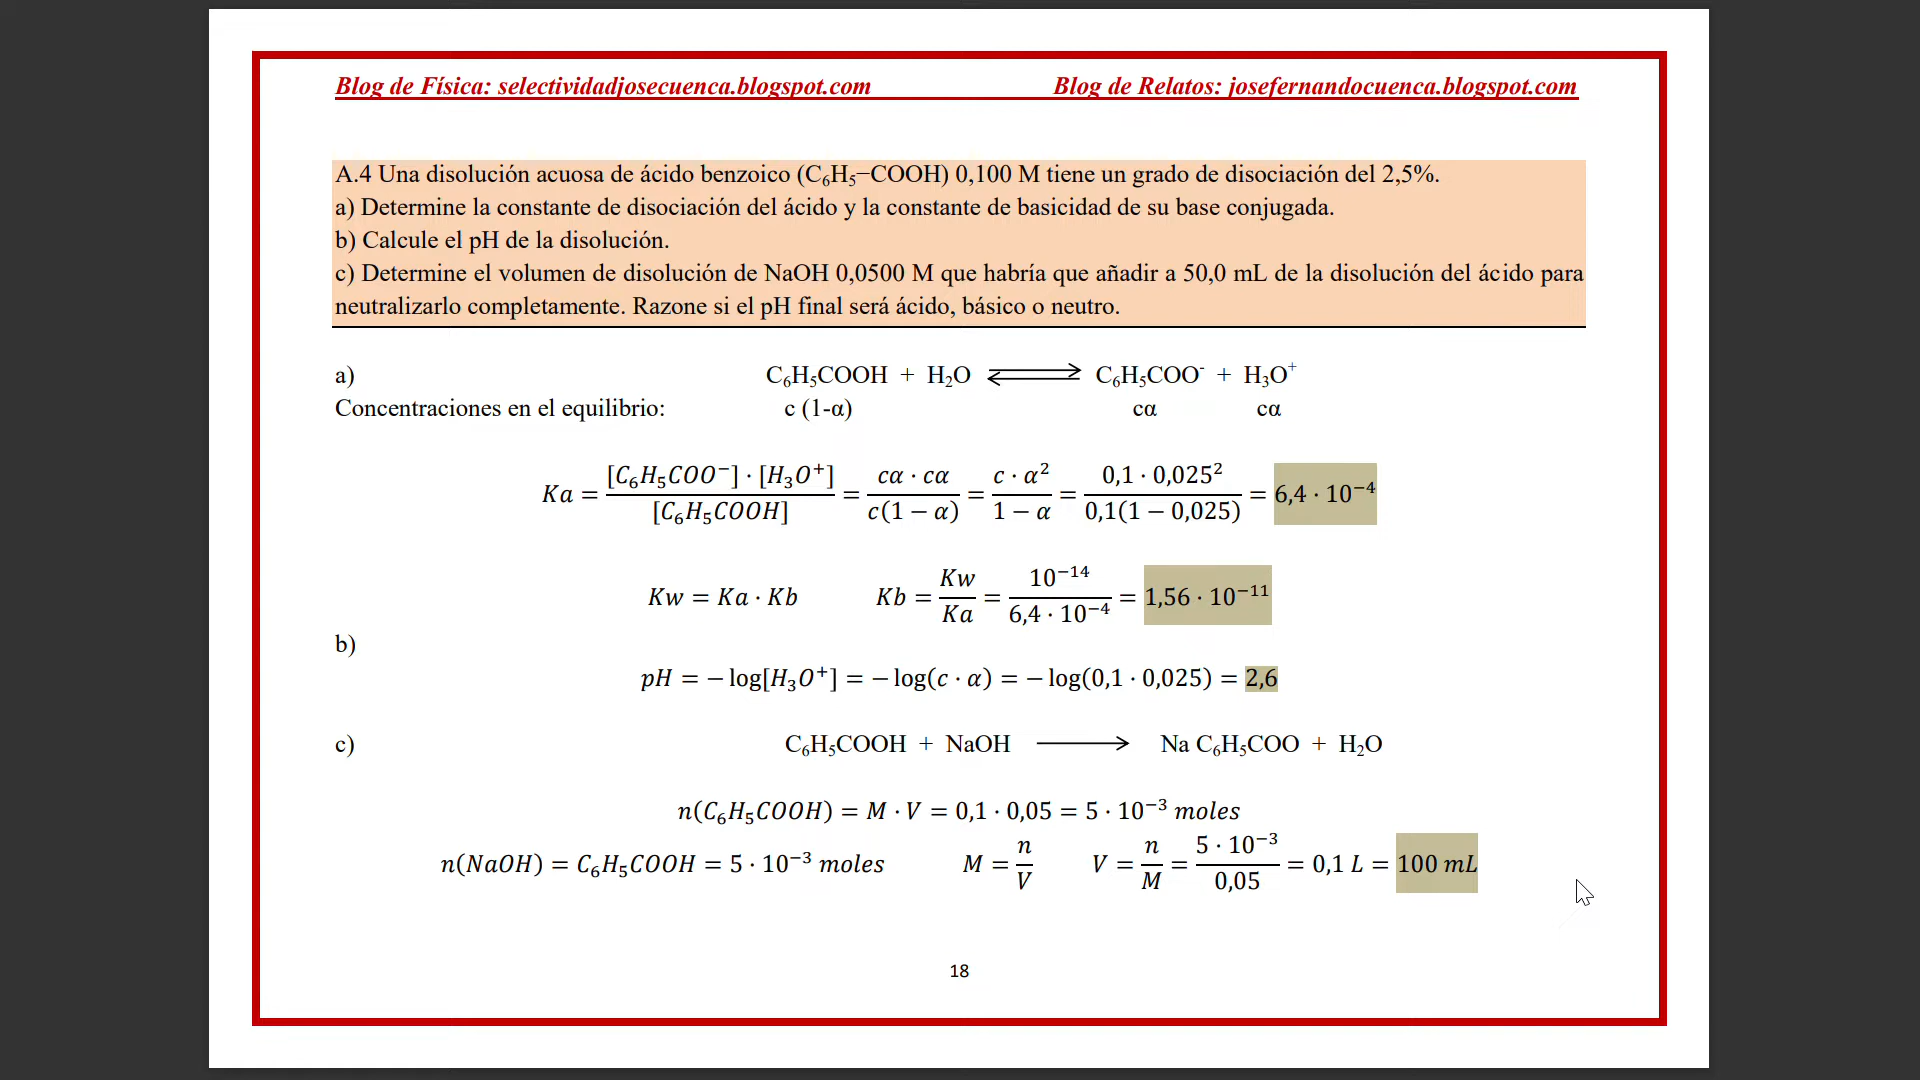 Blog de Física: selectividadjosecuenca.blogspot.com Blog de Relatos: josefernandocuenca.blogspot.com
A.4 Una disolución acuosa de ácido benzoico (C₆H₅−COOH) 0,100 M tiene un grado de disociación del 2,5%.
a) Determine la constante de disociación del ácido y la constante de basicidad de su base conjugada.
b) Calcule el pH de la disolución.
c) Determine el volumen de disolución de NaOH 0,0500 M que habría que añadir a 50,0 mL de la disolución del ácido para
neutralizarlo completamente. Razone si el pH final será ácido, básico o neutro.
a) C₆H₅COOH + H₂O ⇌ C₆H₅COO⁻ + H₃O⁺
Concentraciones en el equilibrio: c (1-α) cα cα
Ka = [C₆H₅COO⁻] · [H₃O⁺] / [C₆H₅COOH] = cα · cα / c(1 − α) = c · α² / 1 − α = 0,1 · 0,025² / 0,1(1 − 0,025) = 6,4 · 10⁻⁴
Kw = Ka · Kb Kb = Kw / Ka = 10⁻¹⁴ / 6,4 · 10⁻⁴ = 1,56 · 10⁻¹¹
b)
pH = − log[H₃O⁺] = − log(c · α) = − log(0,1 · 0,025) = 2,6
c) C₆H₅COOH + NaOH ⟶ Na C₆H₅COO + H₂O
n(C₆H₅COOH) = M · V = 0,1 · 0,05 = 5 · 10⁻³ moles
n(NaOH) = C₆H₅COOH = 5 · 10⁻³ moles M = n / V V = n / M = 5 · 10⁻³ / 0,05 = 0,1 L = 100 mL
18